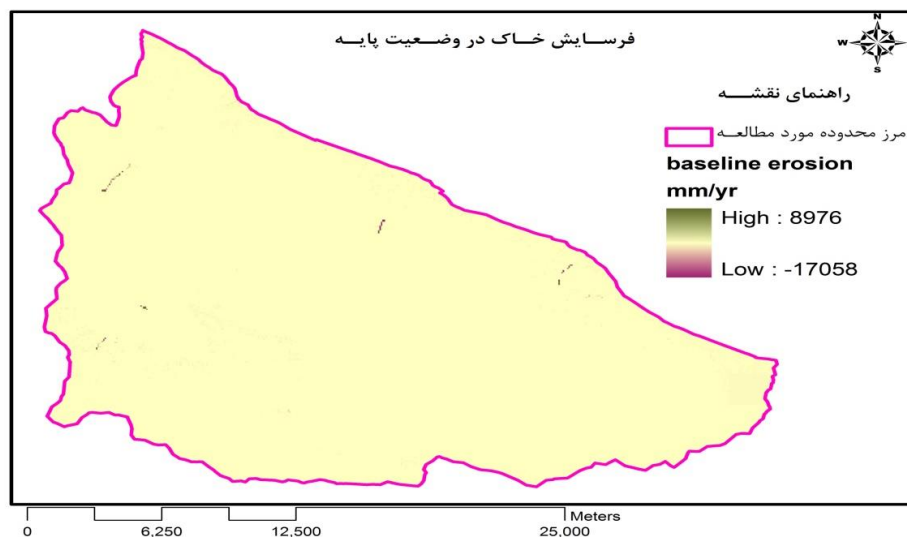 فرسایش خاک در وضعیت پایه
N
W E
S
راهنمای نقشه
مرز محدوده مورد مطالعه
baseline erosion
mm/yr
High : 8976
Low : -17058
Meters
0 6,250 12,500 25,000